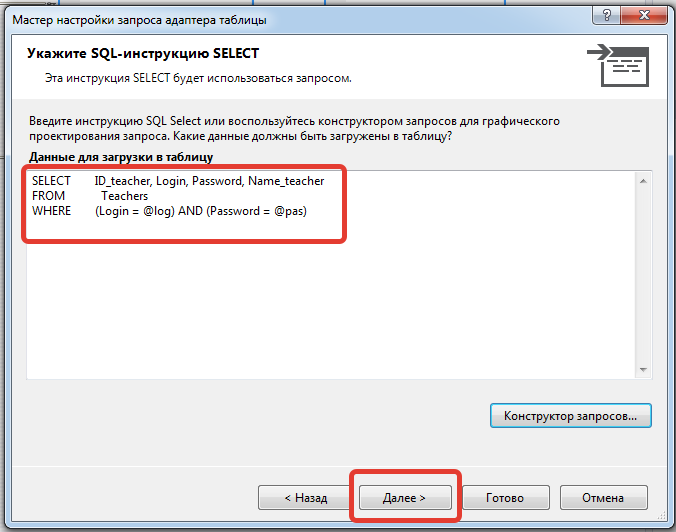 Мастер настройки запроса адаптера таблицы
?
Укажите SQL-инструкцию SELECT
Эта инструкция SELECT будет использоваться запросом.
Введите инструкцию SQL Select или воспользуйтесь конструктором запросов для графического
проектирования запроса. Какие данные должны быть загружены в таблицу?
Данные для загрузки в таблицу
SELECT ID_teacher, Login, Password, Name_teacher
FROM Teachers
WHERE (Login = @log) AND (Password = @pas)
Конструктор запросов...
< Назад Далее > Готово Отмена